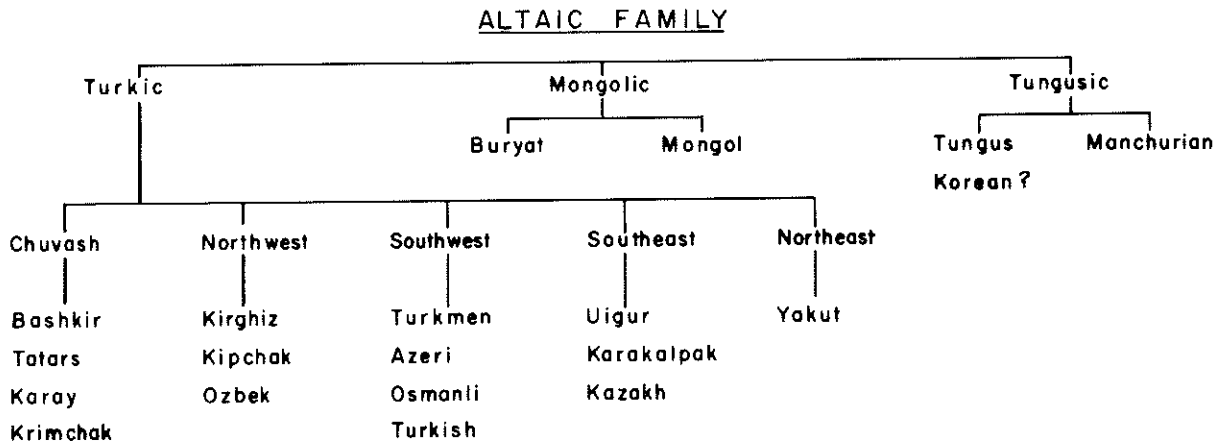 ALTAIC FAMILY
Turkic Mongolic Tungusic
Buryat Mongol Tungus Manchurian
Korean?
Chuvash Northwest Southwest Southeast Northeast
Bashkir Kirghiz Turkmen Uigur Yakut
Tatars Kipchak Azeri Karakalpak
Karay Ozbek Osmanli Kazakh
Krimchak Turkish